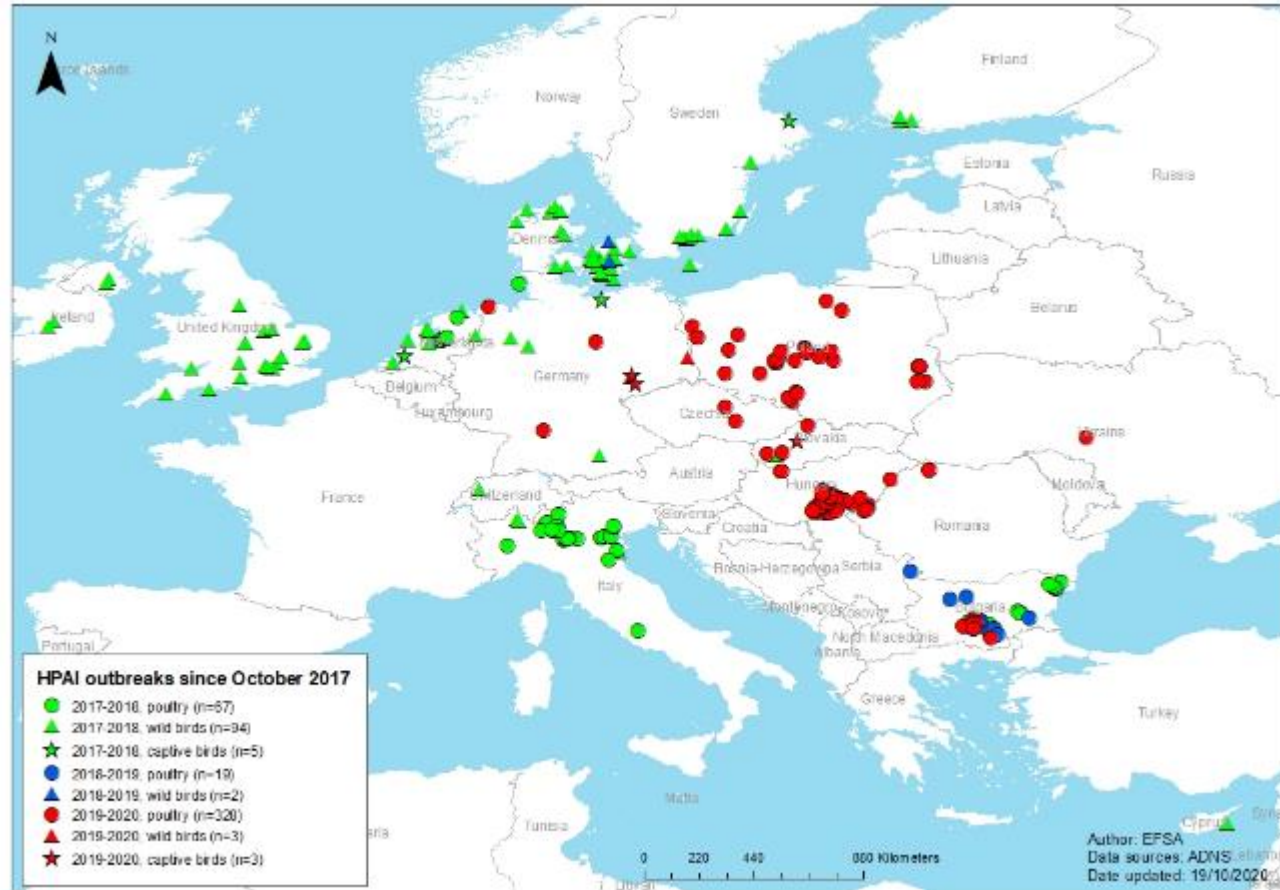 N
Finland
Norway
Sweden
Estonia
Russia
Latvia
Lithuania
Belarus
Ireland
United Kingdom
Belgium
Germany
Luxembourg
Ukraine
Slovakia
Austria
Moldova
France
Switzerland
Slovenia
Croatia
Romania
Bosnia-Herzegovina
Serbia
Italy
Montenegro
Kosovo
Bulgaria
North Macedonia
Albania
Portugal
Greece
Turkey
HPAI outbreaks since October 2017
2017-2018, poultry (n=67)
2017-2018, wild birds (n=94)
2017-2018, captive birds (n=5)
2018-2019, poultry (n=19)
2018-2019, wild birds (n=2)
2019-2020, poultry (n=328)
2019-2020, wild birds (n=3)
2019-2020, captive birds (n=3)
Malta
Tunisia
Cyprus
0 220 440 880 Kilometers
Author: EFSA
Data sources: ADNS
Date updated: 19/10/2020